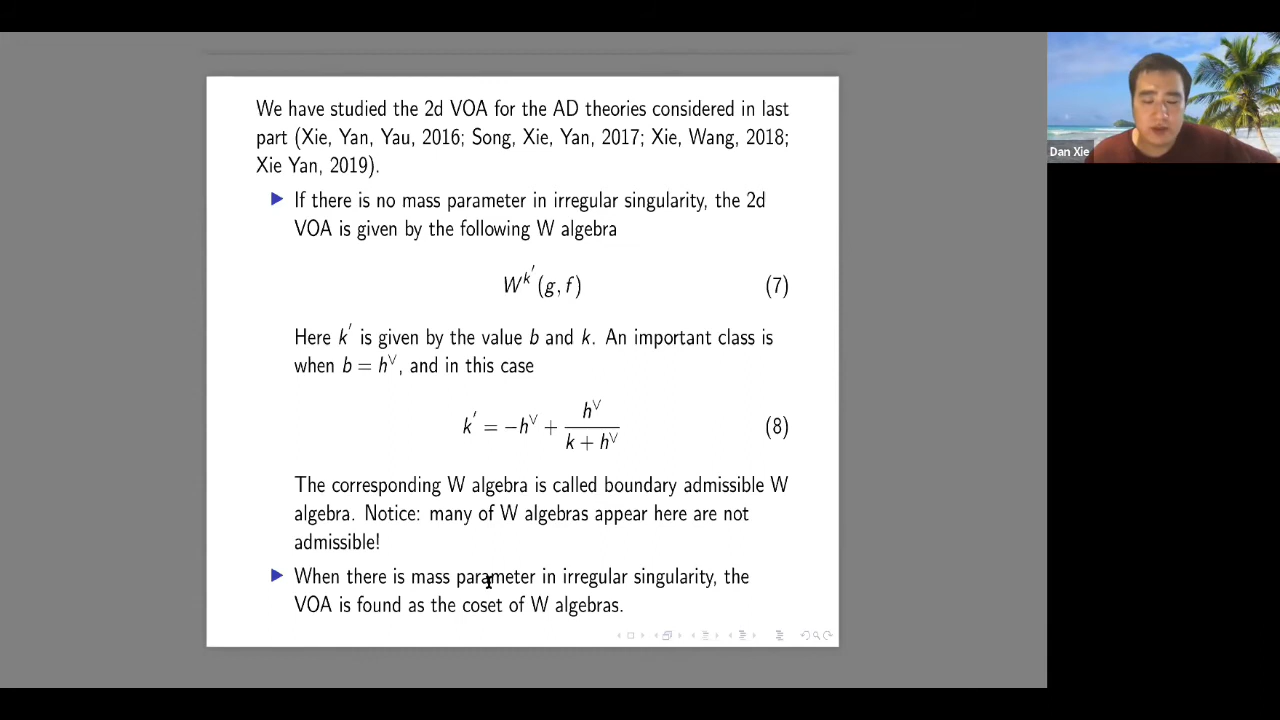 We have studied the 2d VOA for the AD theories considered in last
part (Xie, Yan, Yau, 2016; Song, Xie, Yan, 2017; Xie, Wang, 2018;
Xie Yan, 2019).
▶ If there is no mass parameter in irregular singularity, the 2d
VOA is given by the following W algebra
W^{k'}(g, f) (7)
Here k' is given by the value b and k. An important class is
when b = h^∨, and in this case
k' = −h^∨ + h^∨/(k + h^∨) (8)
The corresponding W algebra is called boundary admissible W
algebra. Notice: many of W algebras appear here are not
admissible!
▶ When there is mass parameter in irregular singularity, the
VOA is found as the coset of W algebras.
Dan Xie